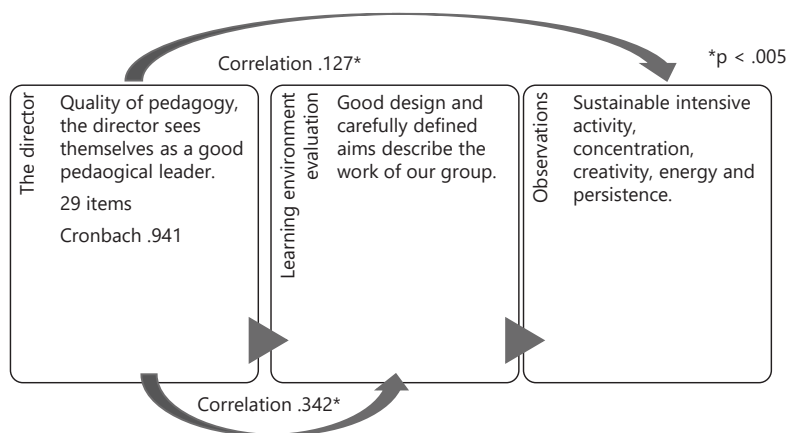 Correlation .127*
*p < .005
The director
Quality of pedagogy,
the director sees
themselves as a good
pedaogical leader.
29 items
Cronbach .941
Learning environment
evaluation
Good design and
carefully defined
aims describe the
work of our group.
Observations
Sustainable intensive
activity,
concentration,
creativity, energy and
persistence.
Correlation .342*